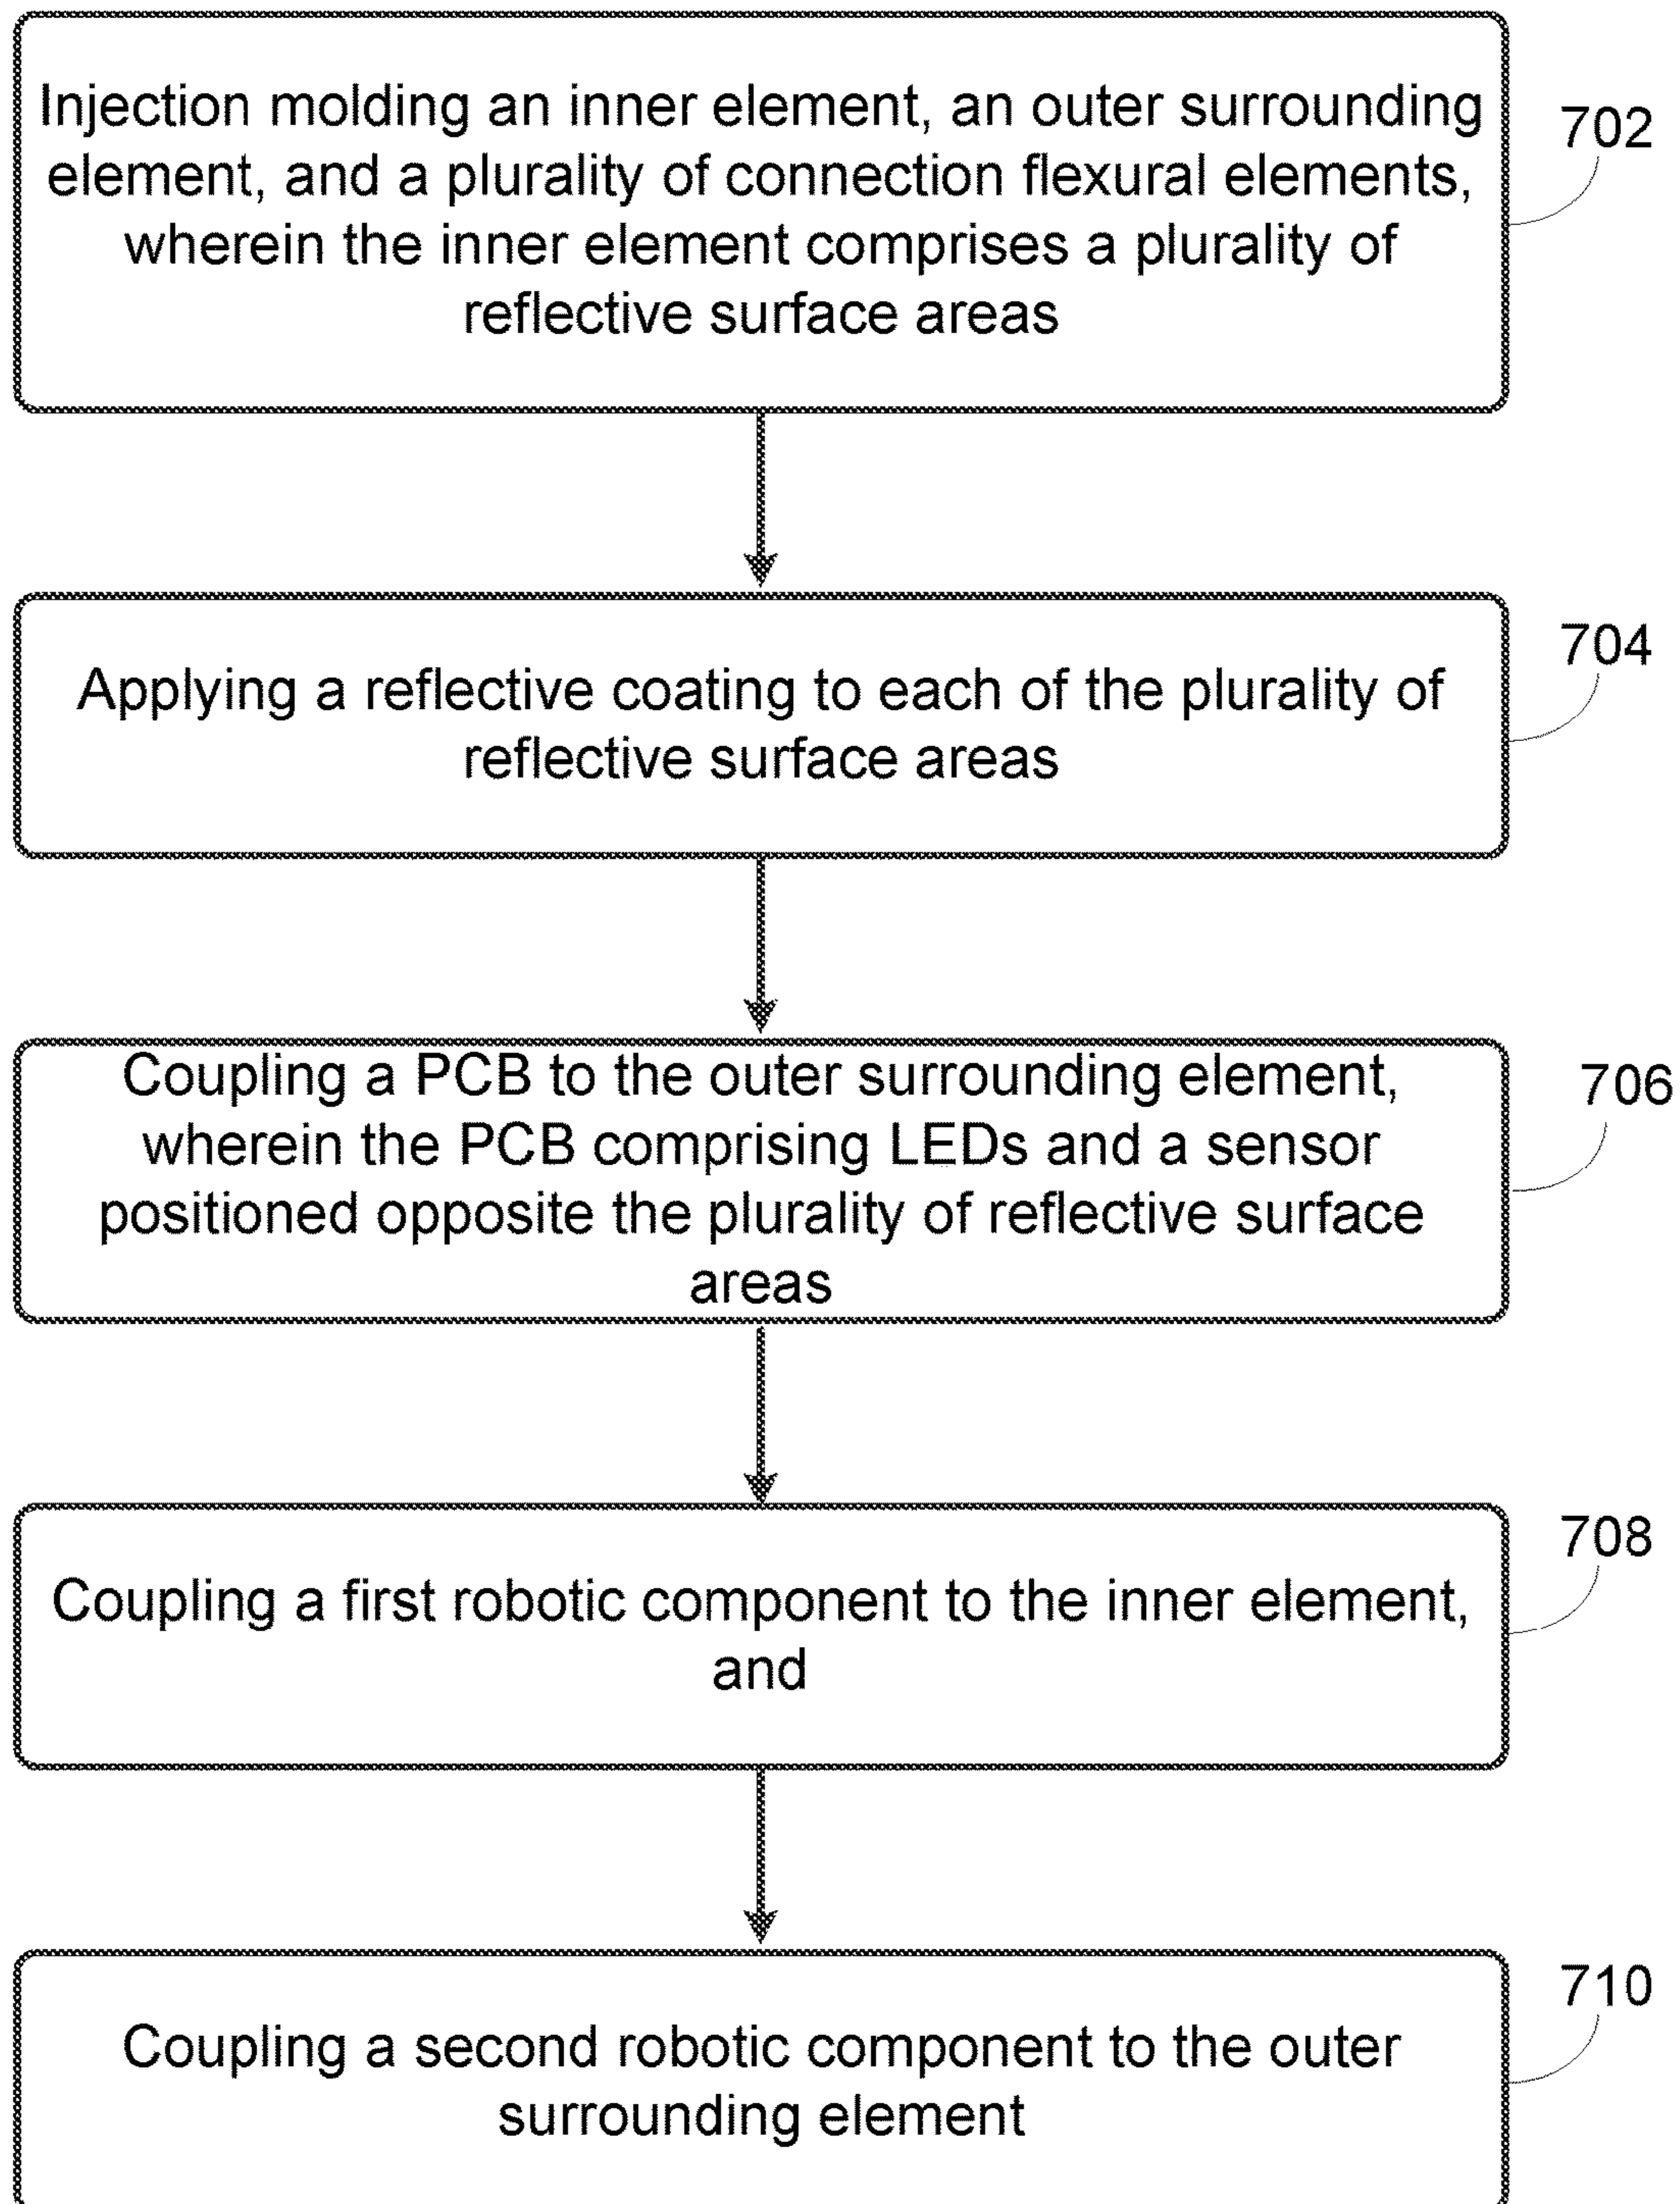 Injection molding an inner element, an outer surrounding
element, and a plurality of connection flexural elements,
wherein the inner element comprises a plurality of
reflective surface areas
702
Applying a reflective coating to each of the plurality of
reflective surface areas
704
Coupling a PCB to the outer surrounding element,
wherein the PCB comprising LEDs and a sensor
positioned opposite the plurality of reflective surface
areas
706
Coupling a first robotic component to the inner element,
and
708
Coupling a second robotic component to the outer
surrounding element
710